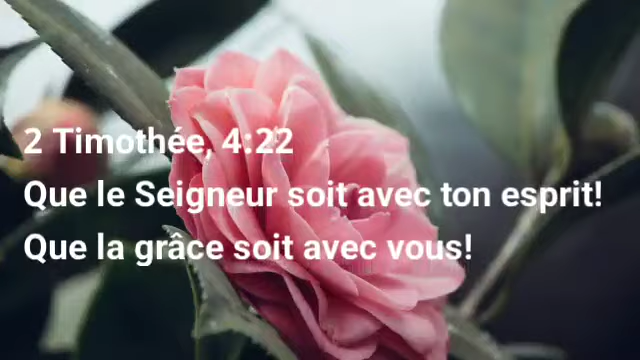 2 Timothée, 4:22
Que le Seigneur soit avec ton esprit!
Que la grâce soit avec vous!